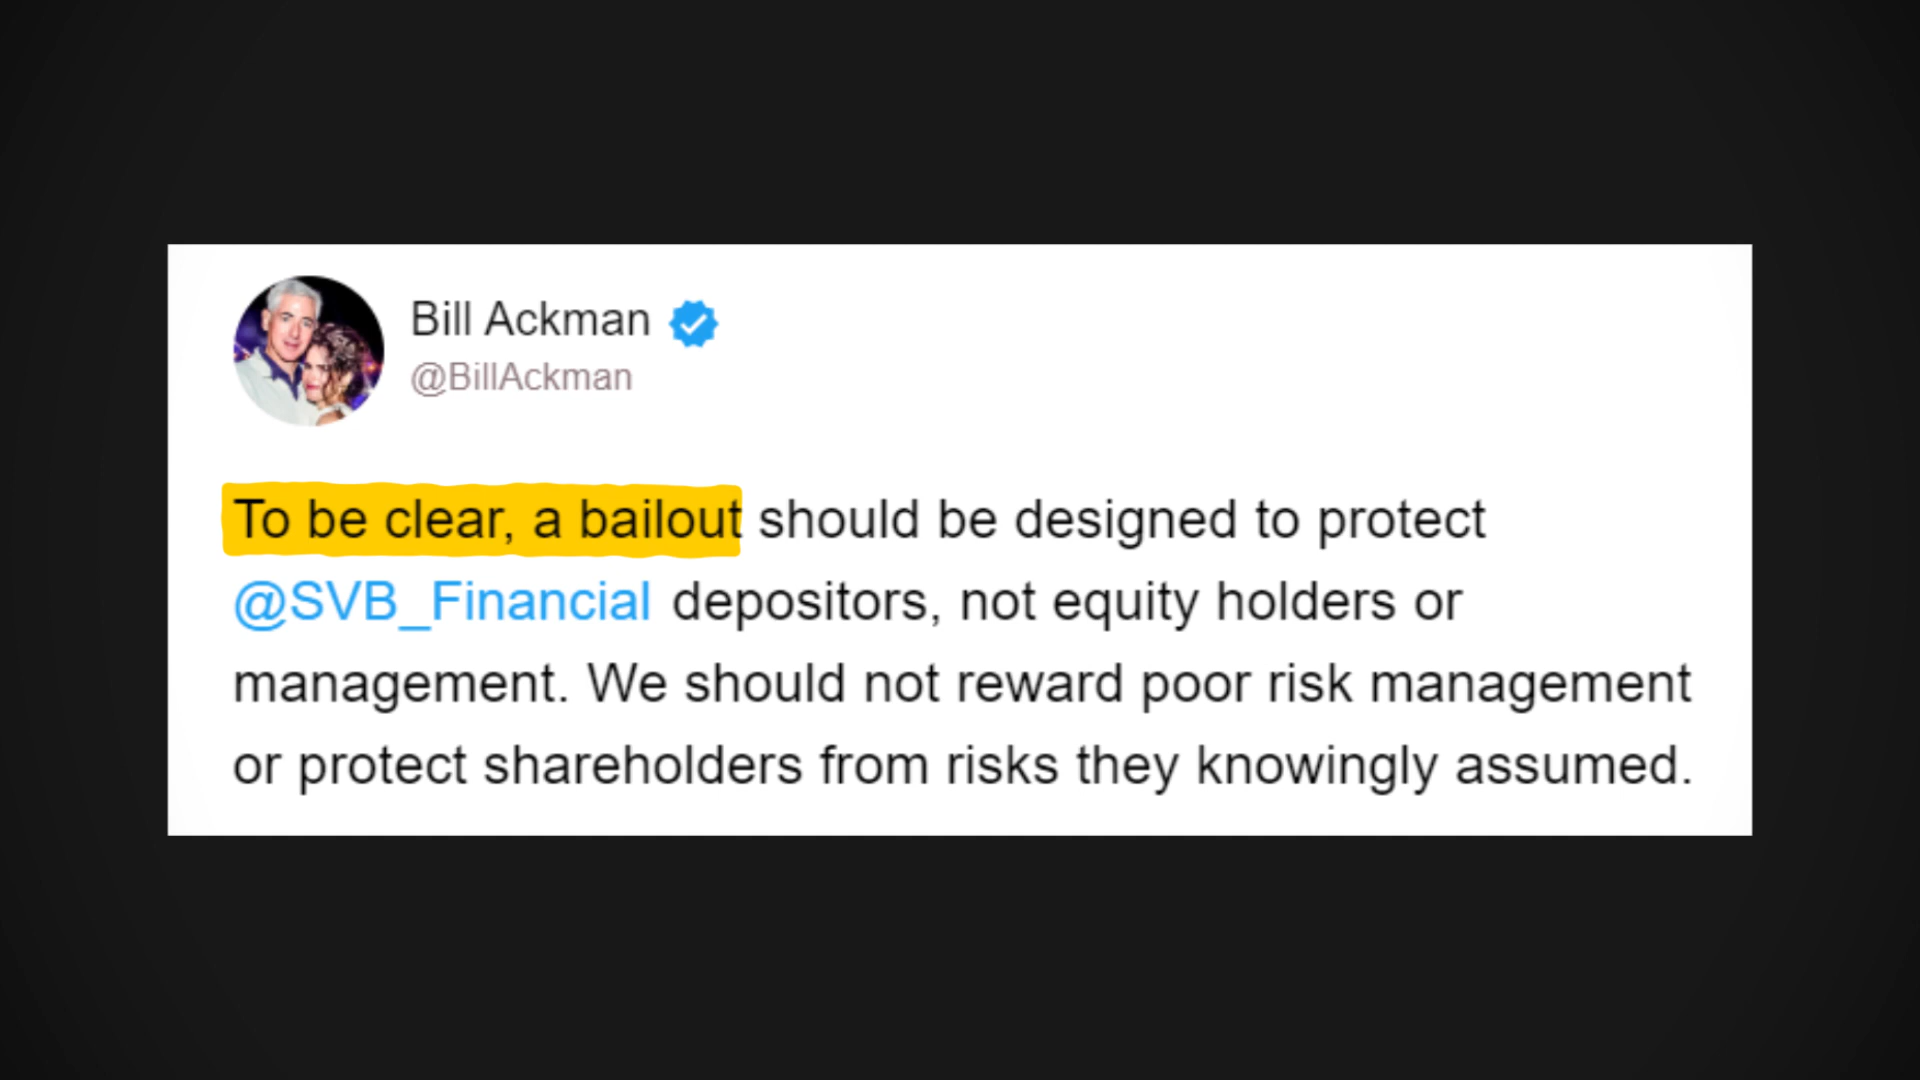 Bill Ackman
@BillAckman
To be clear, a bailout should be designed to protect
@SVB_Financial depositors, not equity holders or
management. We should not reward poor risk management
or protect shareholders from risks they knowingly assumed.